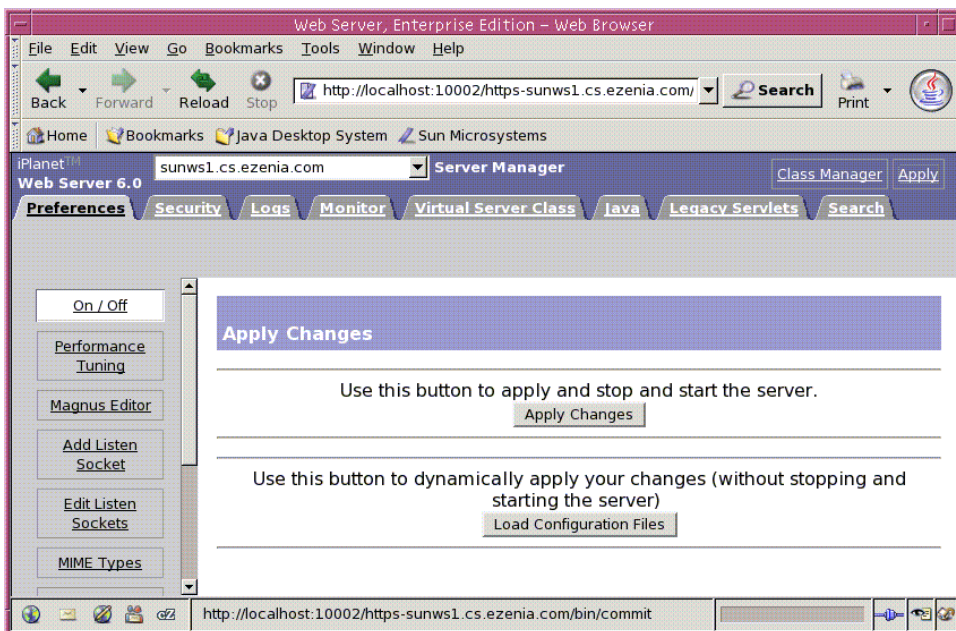 Web Server, Enterprise Edition – Web Browser
File Edit View Go Bookmarks Tools Window Help
Back Forward Reload Stop http://localhost:10002/https-sunws1.cs.ezenia.com/ Search Print
Home Bookmarks Java Desktop System Sun Microsystems
iPlanet™ Web Server 6.0
sunws1.cs.ezenia.com Server Manager Class Manager Apply
Preferences Security Logs Monitor Virtual Server Class Java Legacy Servlets Search
On / Off
Performance
Tuning
Magnus Editor
Add Listen
Socket
Edit Listen
Sockets
MIME Types
Apply Changes
Use this button to apply and stop and start the server.
Apply Changes
Use this button to dynamically apply your changes (without stopping and
starting the server)
Load Configuration Files
http://localhost:10002/https-sunws1.cs.ezenia.com/bin/commit